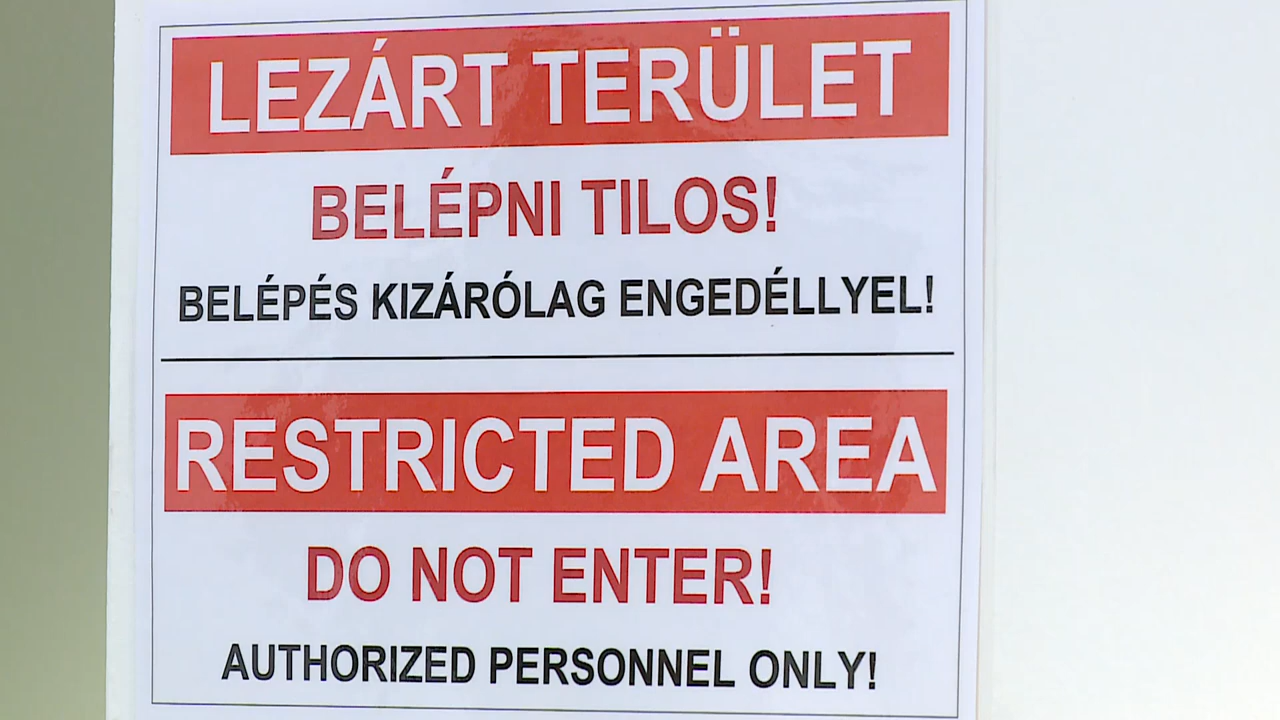 LEZÁRT TERÜLET
BELÉPNI TILOS!
BELÉPÉS KIZÁRÓLAG ENGEDÉLLYEL!
RESTRICTED AREA
DO NOT ENTER!
AUTHORIZED PERSONNEL ONLY!